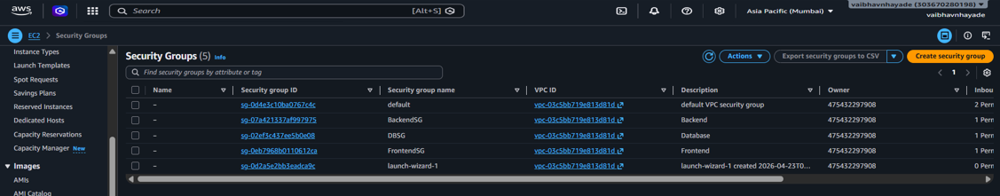 aws Search [Alt+S] Asia Pacific (Mumbai) vaibhavnhayade (303670280198)
vaibhavnhayade
EC2 > Security Groups
Instance Types
Launch Templates
Spot Requests
Savings Plans
Reserved Instances
Dedicated Hosts
Capacity Reservations
Capacity Manager New
Images
AMIs
AMI Catalog
Security Groups (5) Info
Actions Export security groups to CSV Create security group
Find security groups by attribute or tag
1
Name Security group ID Security group name VPC ID Description Owner Inbou
– sg-0d4e3c10ba0767c4c default vpc-03c5bb719e813d81d default VPC security group 475432297908 2 Perr
– sg-07a421337af997975 BackendSG vpc-03c5bb719e813d81d Backend 475432297908 1 Perr
– sg-02ef3c437ee5b0e08 DBSG vpc-03c5bb719e813d81d Database 475432297908 1 Perr
– sg-0eb7968b0110612ca FrontendSG vpc-03c5bb719e813d81d Frontend 475432297908 1 Perr
– sg-0d2a5e2bb3eadca9c launch-wizard-1 vpc-03c5bb719e813d81d launch-wizard-1 created 2026-04-23T0... 475432297908 0 Perr